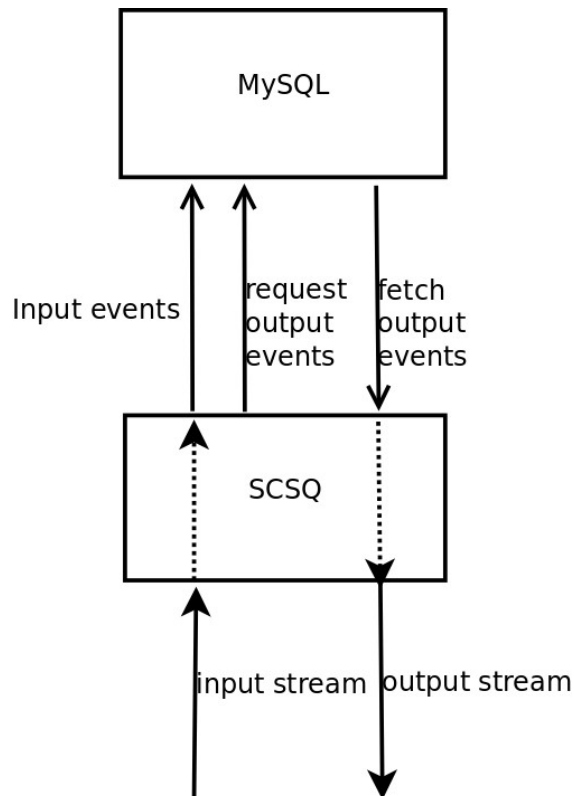 MySQL
Input events
request
output
events
fetch
output
events
SCSQ
input stream
output stream